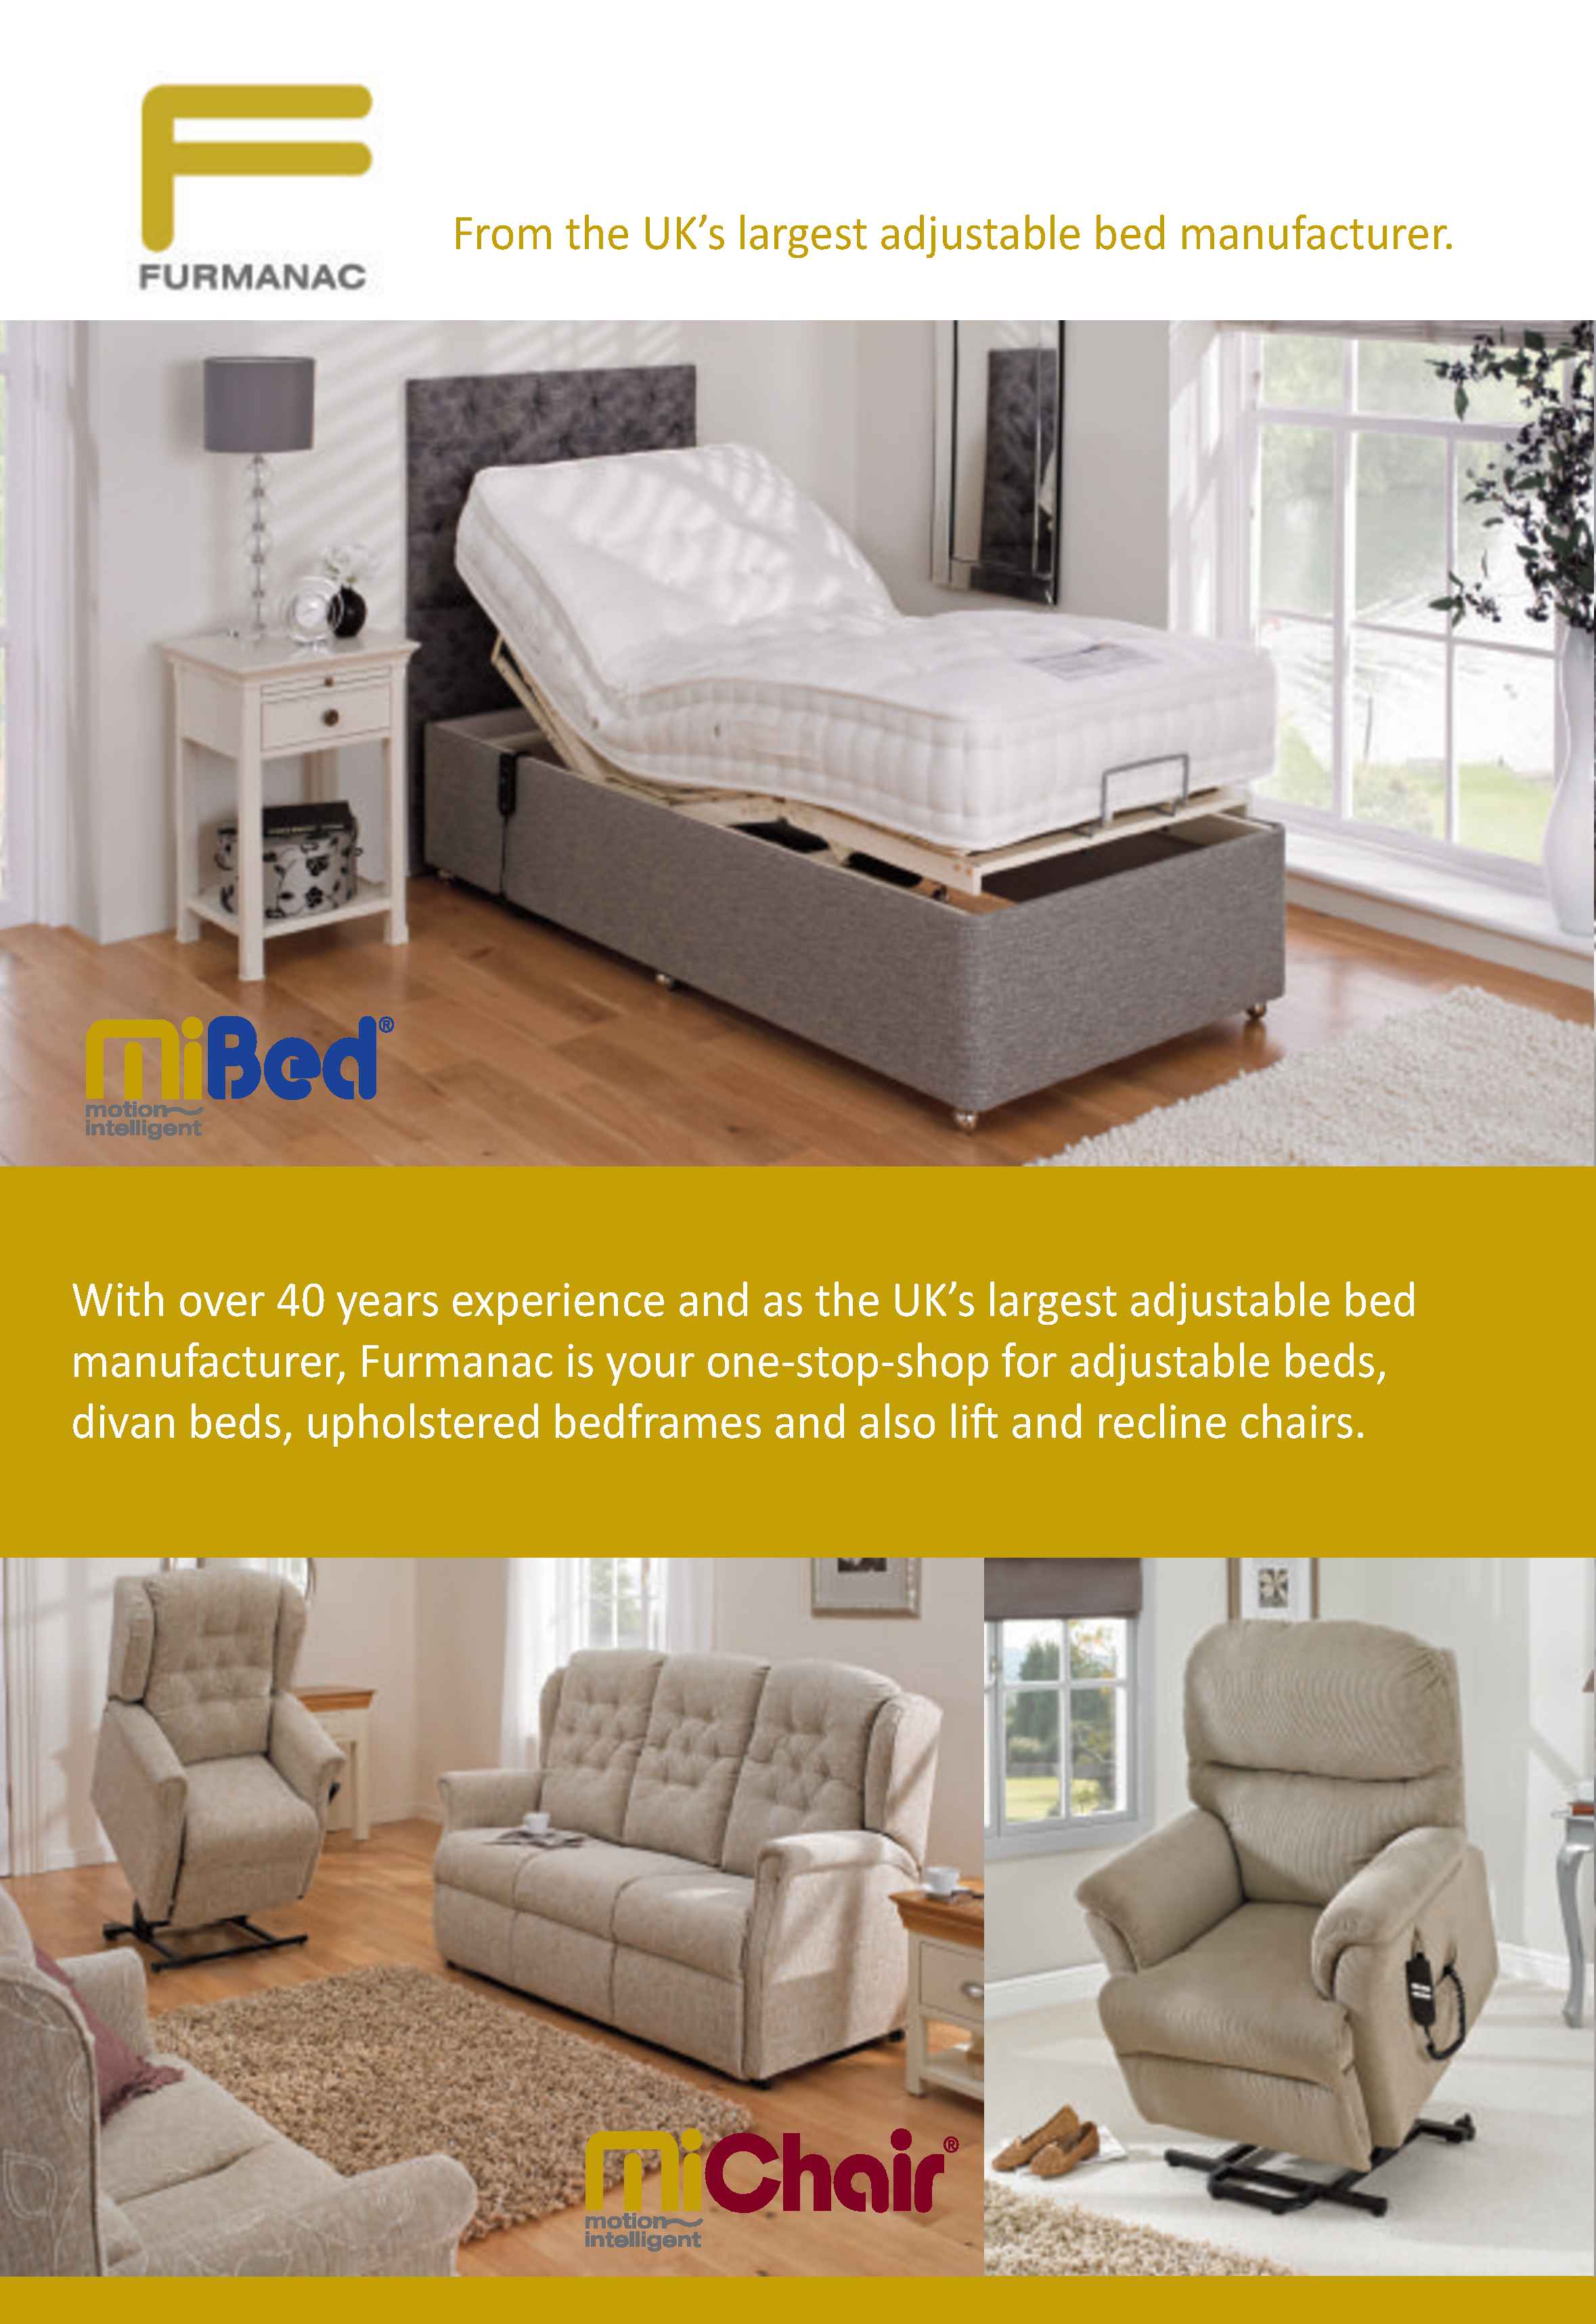 FURMANAC
From the UK’s largest adjustable bed manufacturer.
miBed®
motion
intelligent
With over 40 years experience and as the UK’s largest adjustable bed
manufacturer, Furmanac is your one-stop-shop for adjustable beds,
divan beds, upholstered bedframes and also lift and recline chairs.
miChair®
motion
intelligent